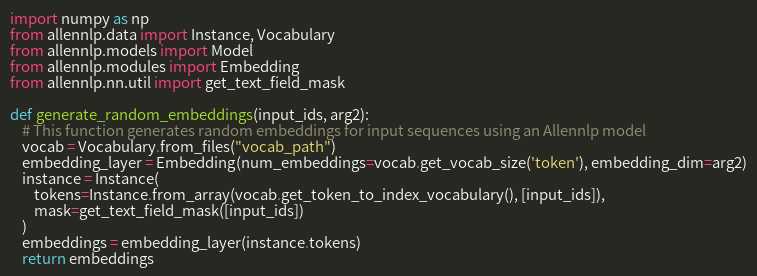 import numpy as np
from allennlp.data import Instance, Vocabulary
from allennlp.models import Model
from allennlp.modules import Embedding
from allennlp.nn.util import get_text_field_mask

def generate_random_embeddings(input_ids, arg2):
    # This function generates random embeddings for input sequences using an Allennlp model
    vocab = Vocabulary.from_files("vocab_path")
    embedding_layer = Embedding(num_embeddings=vocab.get_vocab_size('token'), embedding_dim=arg2)
    instance = Instance(
        tokens=Instance.from_array(vocab.get_token_to_index_vocabulary(), [input_ids]),
        mask=get_text_field_mask([input_ids])
    )
    embeddings = embedding_layer(instance.tokens)
    return embeddings